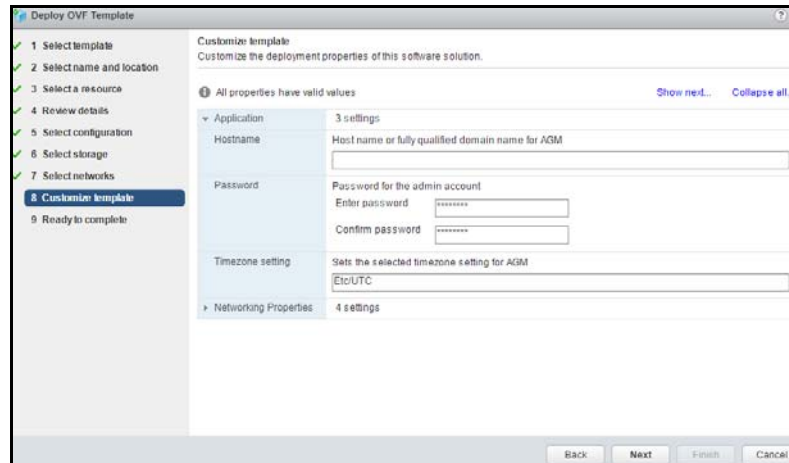 Deploy OVF Template
?
1 Select template
2 Select name and location
3 Select a resource
4 Review details
5 Select configuration
6 Select storage
7 Select networks
8 Customize template
9 Ready to complete
Customize template
Customize the deployment properties of this software solution.
All properties have valid values Show next... Collapse all.
Application 3 settings
Hostname Host name or fully qualified domain name for AGM
Password Password for the admin account
Enter password ********
Confirm password ********
Timezone setting Sets the selected timezone setting for AGM
Etc/UTC
Networking Properties 4 settings
Back Next Finish Cancel